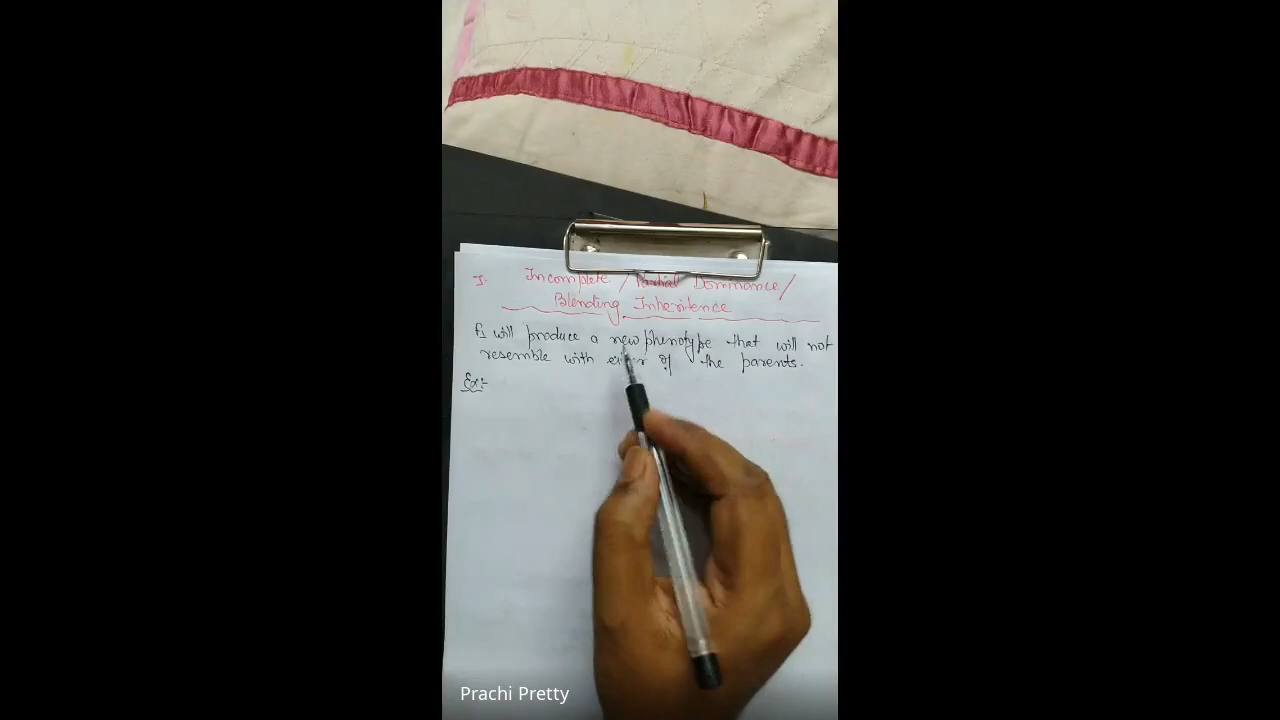 I. Incomplete / Partial Dominance /
Blending Inheritence
F1 will produce a new phenotype that will not
resemble with either of the parents.
Ex:-
Prachi Pretty